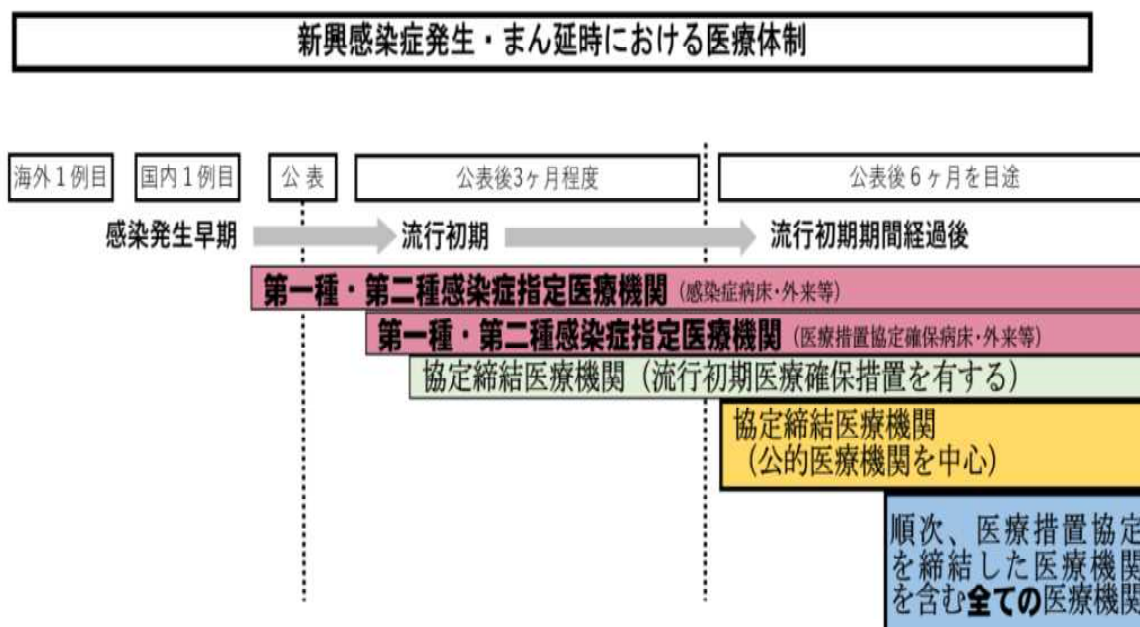 新興感染症発生・まん延時における医療体制
海外１例目
国内１例目
公表
公表後3ヶ月程度
公表後６ヶ月を目途
感染発生早期
流行初期
流行初期期間経過後
第一種・第二種感染症指定医療機関（感染症病床・外来等）
第一種・第二種感染症指定医療機関（医療措置協定確保病床・外来等）
協定締結医療機関（流行初期医療確保措置を有する）
協定締結医療機関
（公的医療機関を中心）
順次、医療措置協定
を締結した医療機関
を含む全ての医療機関